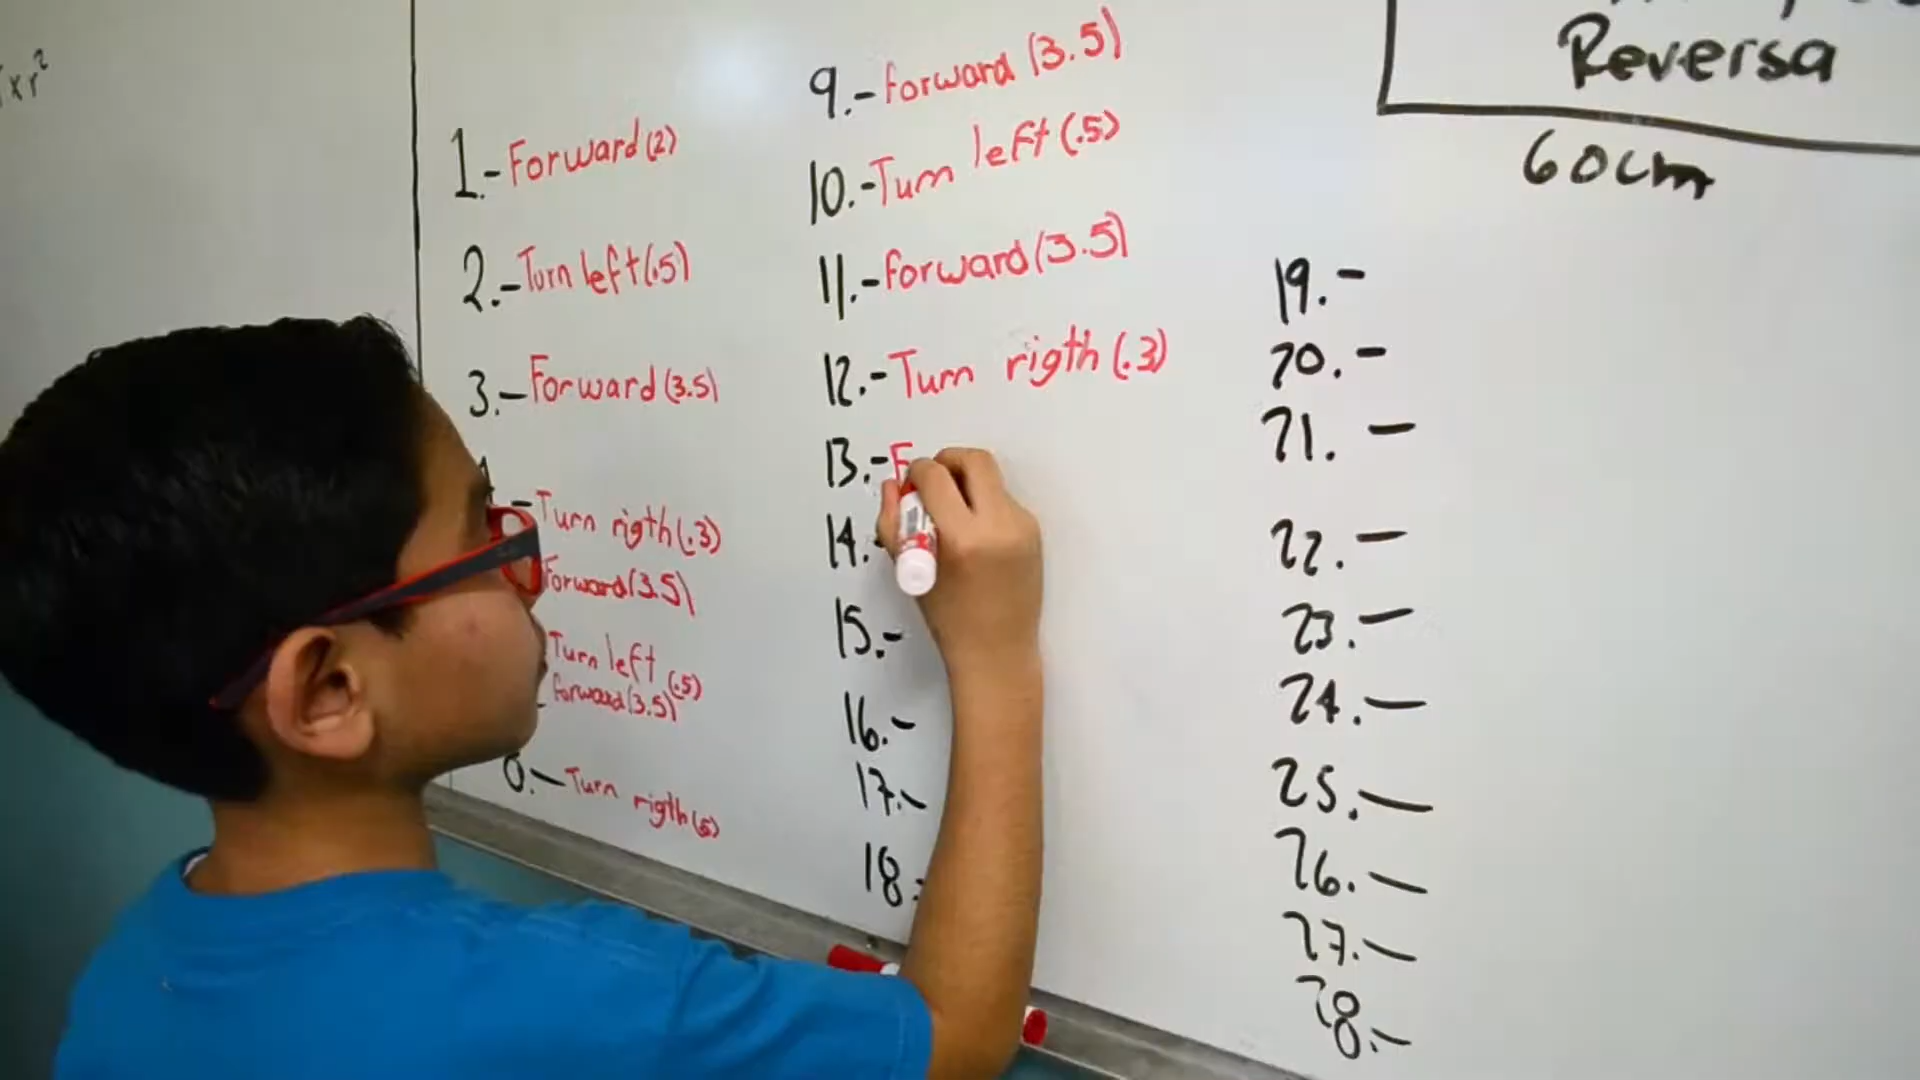 xr²
1.- Forward (2)
2.- Turn left (.5)
3.- Forward (3.5)
- Turn rigth (.3)
Forward (3.5)
Turn left (.5)
forward (3.5)
8.- Turn rigth (.5)
9.- forward (3.5)
10.- Turn left (.5)
11.- forward (3.5)
12.- Turn rigth (.3)
13.- F
14.-
15.-
16.-
17.-
18.-
Reversa
60cm
19.-
20.-
21.-
22.-
23.-
24.-
25.-
26.-
27.-
28.-